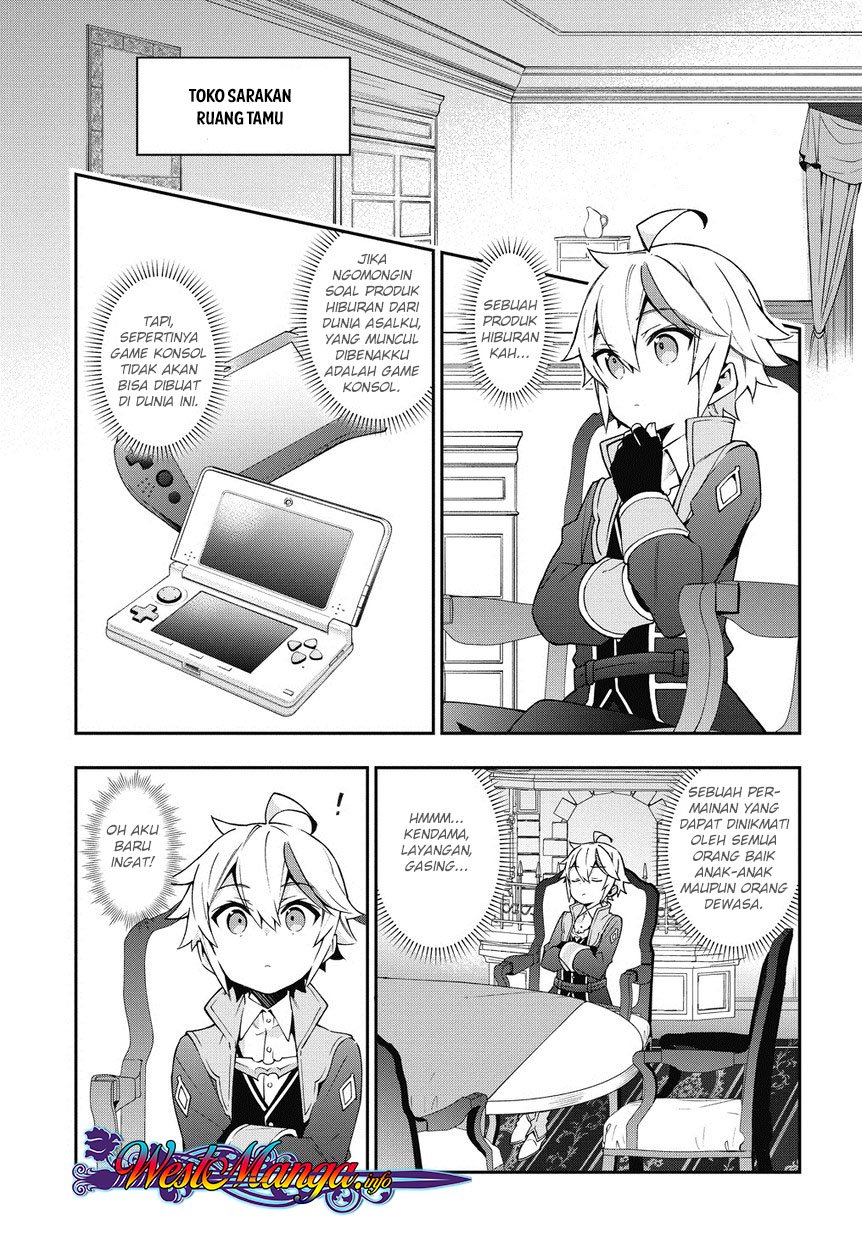 TOKO SARAKAN
RUANG TAMU
SEBUAH
PRODUK
HIBURAN
KAH...
JIKA
NGOMONGIN
SOAL PRODUK
HIBURAN DARI
DUNIA ASALKU,
YANG MUNCUL
DIBENAKKU
ADALAH GAME
KONSOL.
TAPI,
SEPERTINYA
GAME KONSOL
TIDAK AKAN
BISA DIBUAT
DI DUNIA INI.
SEBUAH PER-
MAINAN YANG
DAPAT DINIKMATI
OLEH SEMUA
ORANG BAIK
ANAK-ANAK
MAUPUN ORANG
DEWASA.
HMMM...
KENDAMA,
LAYANGAN,
GASING,
...
!
OH AKU
BARU
INGAT!
WestManga.info